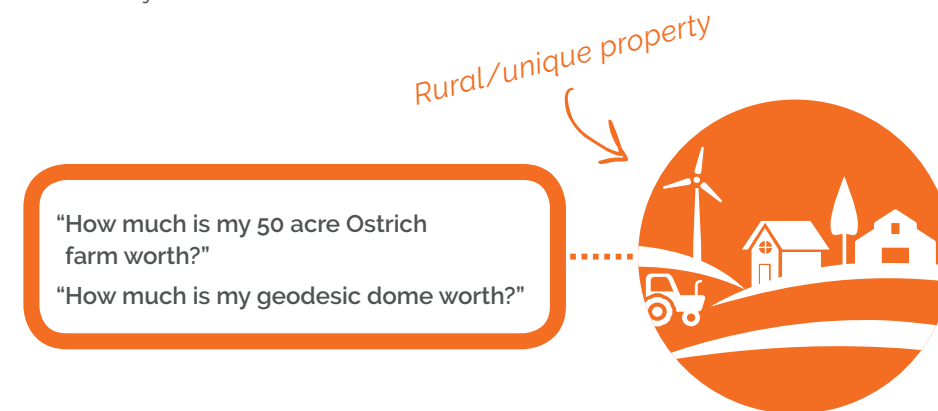 Rural/unique property
“How much is my 50 acre Ostrich
farm worth?”
“How much is my geodesic dome worth?”